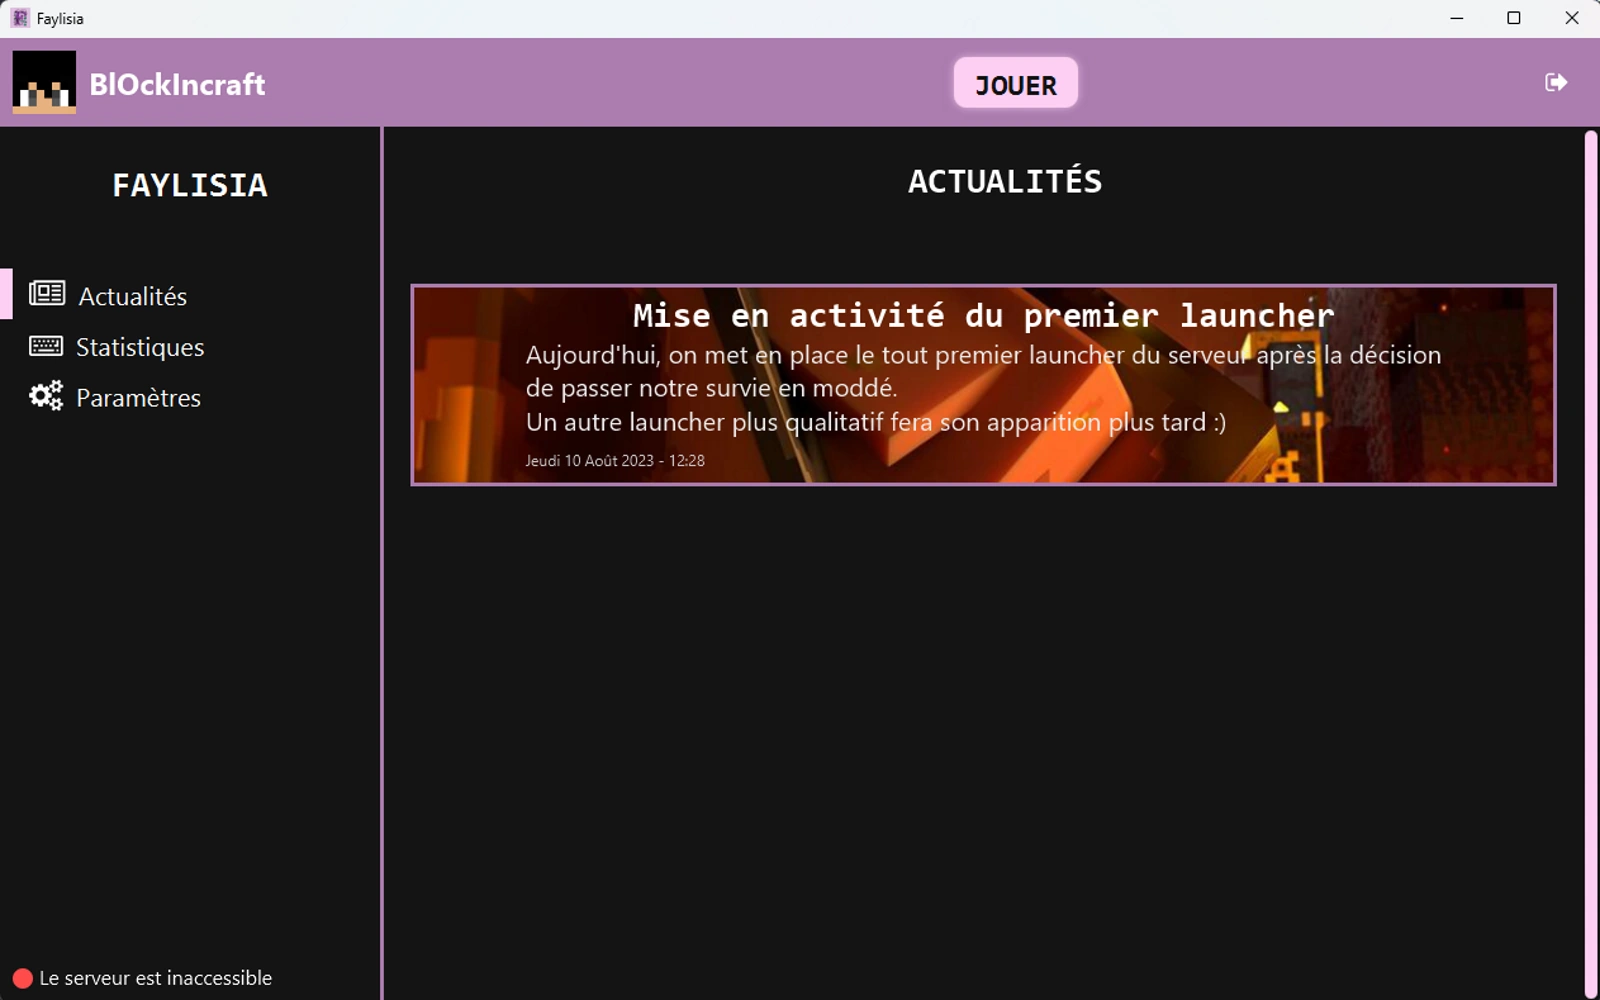 Faylisia
BlOckIncraft
JOUER
FAYLISIA
Actualités
Statistiques
Paramètres
Le serveur est inaccessible
ACTUALITÉS
Mise en activité du premier launcher
Aujourd'hui, on met en place le tout premier launcher du serveur après la décision
de passer notre survie en moddé.
Un autre launcher plus qualitatif fera son apparition plus tard :)
Jeudi 10 Août 2023 - 12:28